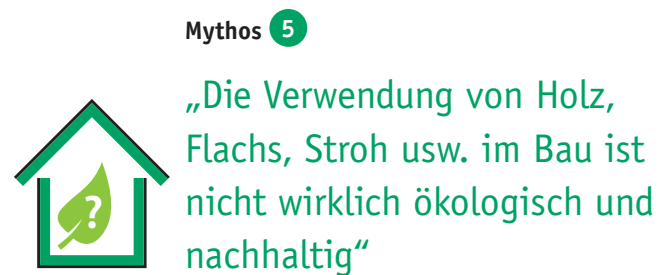 Mythos 5
„Die Verwendung von Holz,
Flachs, Stroh usw. im Bau ist
nicht wirklich ökologisch und
?
nachhaltig“